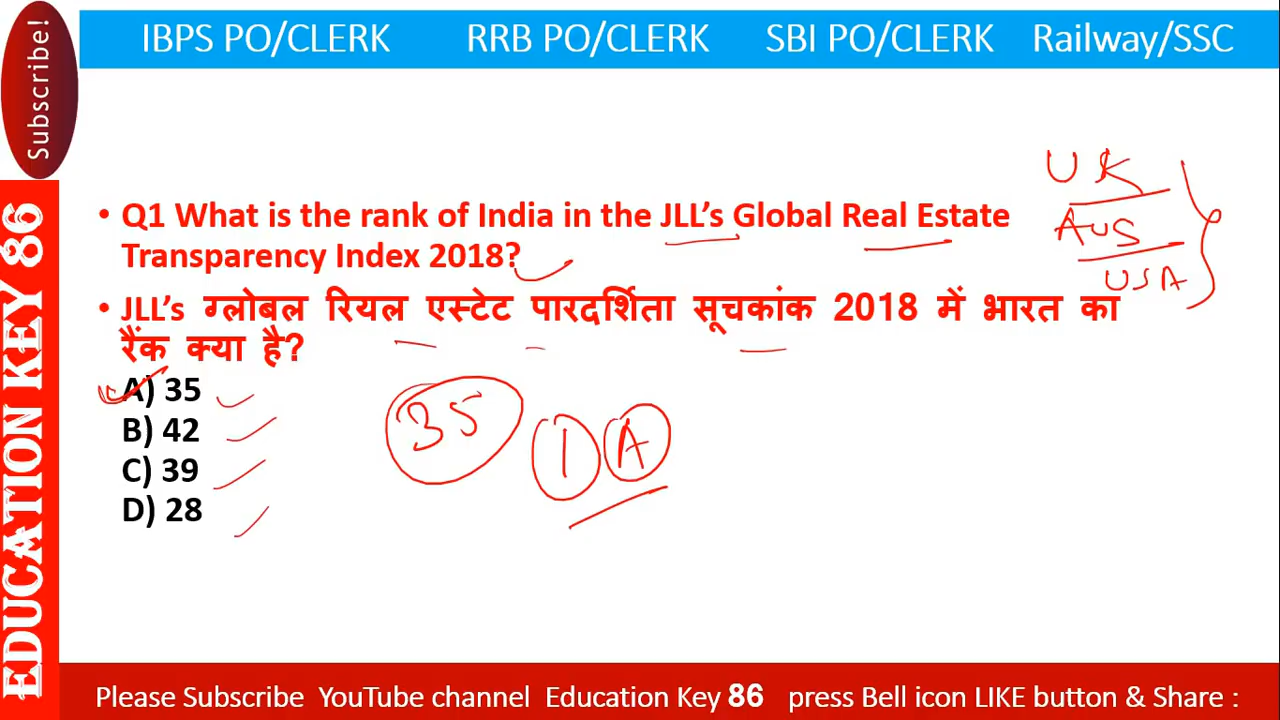 IBPS PO/CLERK RRB PO/CLERK SBI PO/CLERK Railway/SSC
Subscribe!
EDUCATION KEY 86
• Q1 What is the rank of India in the JLL's Global Real Estate
Transparency Index 2018?
• JLL's ग्लोबल रियल एस्टेट पारदर्शिता सूचकांक 2018 में भारत का
रैंक क्या है?
A) 35
B) 42
C) 39
D) 28
UK
AUS
USA
35
1 A
Please Subscribe YouTube channel Education Key 86 press Bell icon LIKE button & Share :